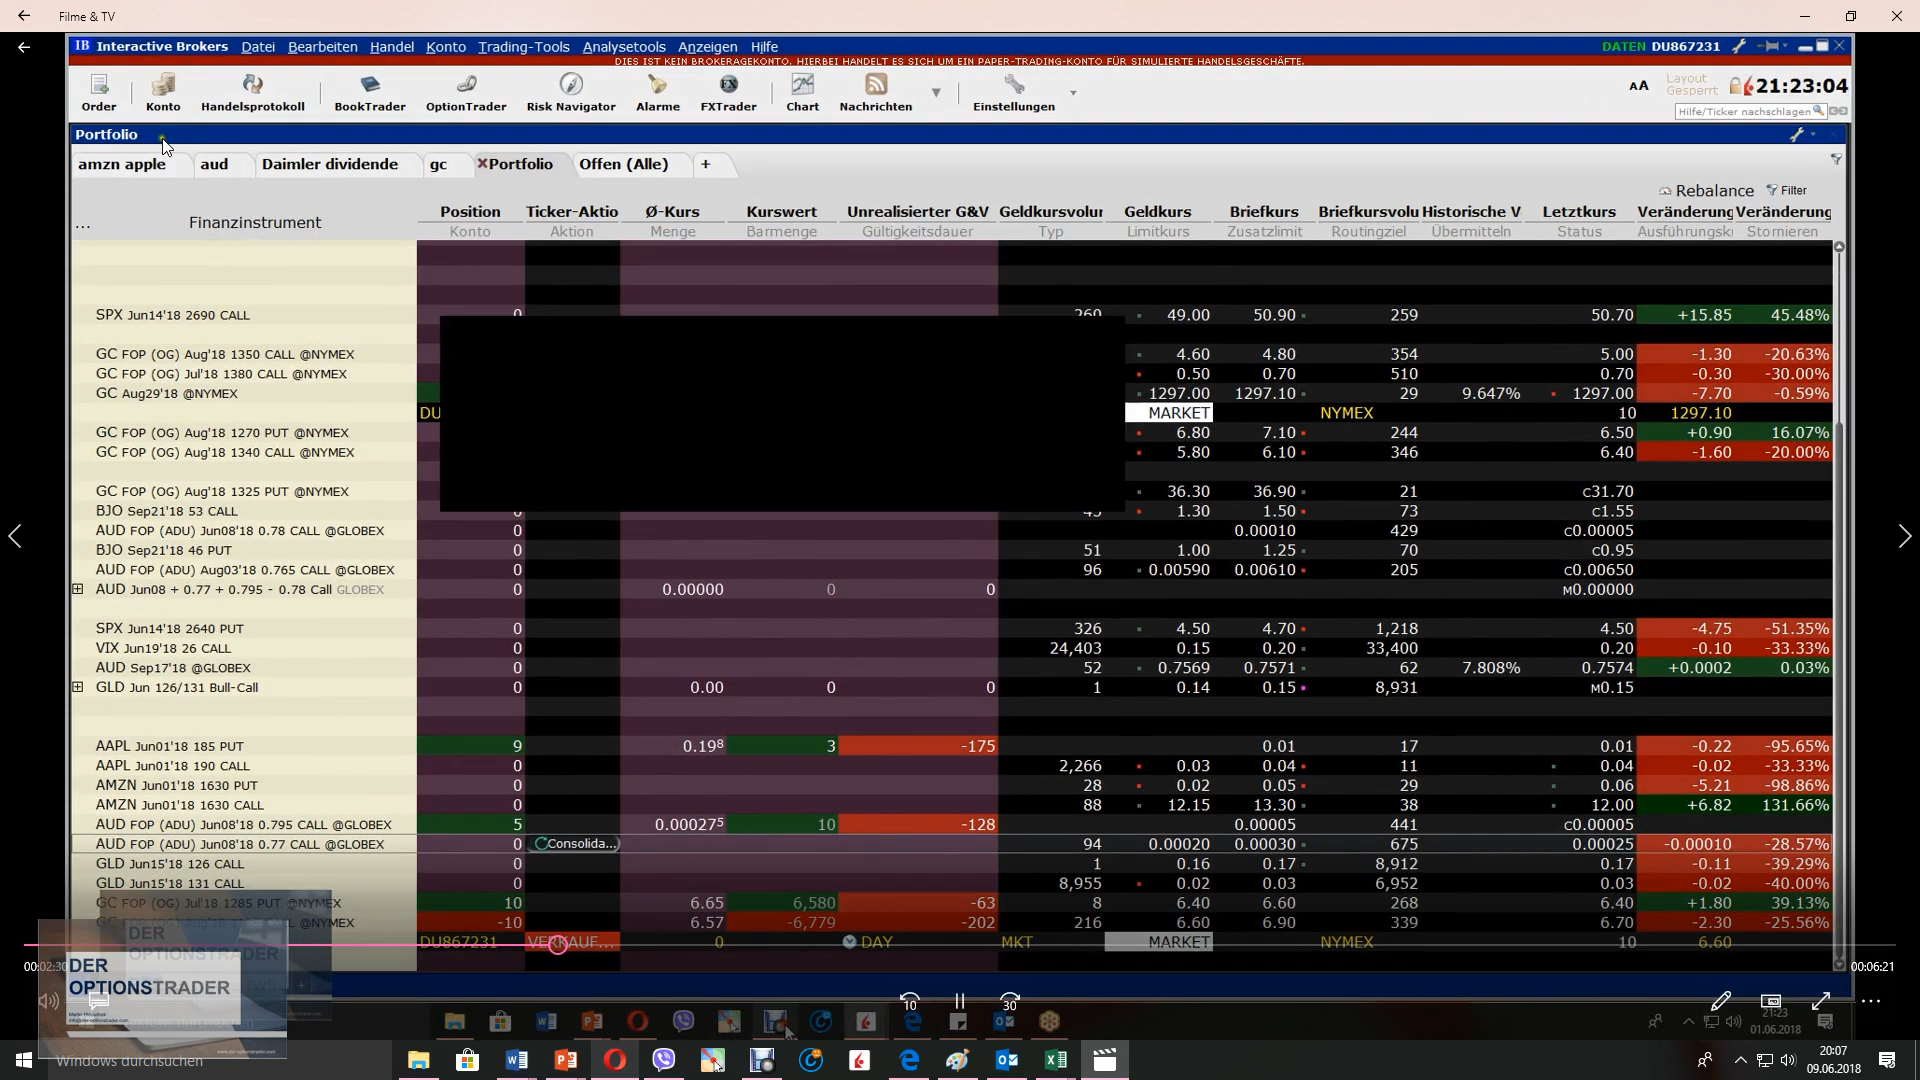 Filme & TV
IB Interactive Brokers Datei Bearbeiten Handel Konto Trading-Tools Analysetools Anzeigen Hilfe DATEN DU867231
DIES IST KEIN BROKERAGEKONTO. HIERBEI HANDELT ES SICH UM EIN PAPER-TRADING-KONTO FÜR SIMULIERTE HANDELSGESCHÄFTE.
Order Konto Handelsprotokoll BookTrader OptionTrader Risk Navigator Alarme FXTrader Chart Nachrichten Einstellungen AA Layout Gesperrt 21:23:04
Hilfe/Ticker nachschlagen
Portfolio
amzn apple aud Daimler dividende gc Portfolio Offen (Alle) +
Rebalance Filter
... Finanzinstrument
Position Ticker-Aktio Ø-Kurs Kurswert Unrealisierter G&V Geldkursvolur Geldkurs Briefkurs Briefkursvolu Historische V Letztkurs Veränderung Veränderung
Konto Aktion Menge Barmenge Gültigkeitsdauer Typ Limitkurs Zusatzlimit Routingziel Übermitteln Status Ausführungski Stornieren
SPX Jun14'18 2690 CALL 0 260 49.00 50.90 259 50.70 +15.85 45.48%
GC FOP (OG) Aug'18 1350 CALL @NYMEX 4.60 4.80 354 5.00 -1.30 -20.63%
GC FOP (OG) Jul'18 1380 CALL @NYMEX 0.50 0.70 510 0.70 -0.30 -30.00%
GC Aug29'18 @NYMEX 1297.00 1297.10 29 9.647% 1297.00 -7.70 -0.59%
DU MARKET NYMEX 10 1297.10
GC FOP (OG) Aug'18 1270 PUT @NYMEX 6.80 7.10 244 6.50 +0.90 16.07%
GC FOP (OG) Aug'18 1340 CALL @NYMEX 5.80 6.10 346 6.40 -1.60 -20.00%
GC FOP (OG) Aug'18 1325 PUT @NYMEX 36.30 36.90 21 c31.70
BJO Sep21'18 53 CALL 0 1.30 1.50 73 c1.55
AUD FOP (ADU) Jun08'18 0.78 CALL @GLOBEX 0 0.00010 429 c0.00005
BJO Sep21'18 46 PUT 0 51 1.00 1.25 70 c0.95
AUD FOP (ADU) Aug03'18 0.765 CALL @GLOBEX 0 96 0.00590 0.00610 205 c0.00650
AUD Jun08 + 0.77 + 0.795 - 0.78 Call GLOBEX 0 0.00000 0 0 M0.00000
SPX Jun14'18 2640 PUT 0 326 4.50 4.70 1,218 4.50 -4.75 -51.35%
VIX Jun19'18 26 CALL 0 24,403 0.15 0.20 33,400 0.20 -0.10 -33.33%
AUD Sep17'18 @GLOBEX 0 52 0.7569 0.7571 62 7.808% 0.7574 +0.0002 0.03%
GLD Jun 126/131 Bull-Call 0 0.00 0 0 1 0.14 0.15 8,931 M0.15
AAPL Jun01'18 185 PUT 9 0.19⁸ 3 -175 0.01 17 0.01 -0.22 -95.65%
AAPL Jun01'18 190 CALL 0 2,266 0.03 0.04 11 0.04 -0.02 -33.33%
AMZN Jun01'18 1630 PUT 0 28 0.02 0.05 29 0.06 -5.21 -98.86%
AMZN Jun01'18 1630 CALL 0 88 12.15 13.30 38 12.00 +6.82 131.66%
AUD FOP (ADU) Jun08'18 0.795 CALL @GLOBEX 5 0.00027⁵ 10 -128 0.00005 441 c0.00005
AUD FOP (ADU) Jun08'18 0.77 CALL @GLOBEX 0 Consolida...) 94 0.00020 0.00030 675 0.00025 -0.00010 -28.57%
GLD Jun15'18 126 CALL 0 1 0.16 0.17 8,912 0.17 -0.11 -39.29%
GLD Jun15'18 131 CALL 0 8,955 0.02 0.03 6,952 0.03 -0.02 -40.00%
GC FOP (OG) Jul'18 1285 PUT @NYMEX 10 6.65 6,580 -63 8 6.40 6.60 268 6.40 +1.80 39.13%
@NYMEX -10 6.57 -6,779 -202 216 6.60 6.90 339 6.70 -2.30 -25.56%
DU867231 VERKAUF... 0 DAY MKT MARKET NYMEX 10 6.60
00:02:30 00:06:21
DER
OPTIONSTRADER
DER
OPTIONSTRADER
10 30
21:23
01.06.2018
Windows durchsuchen
20:07
09.06.2018